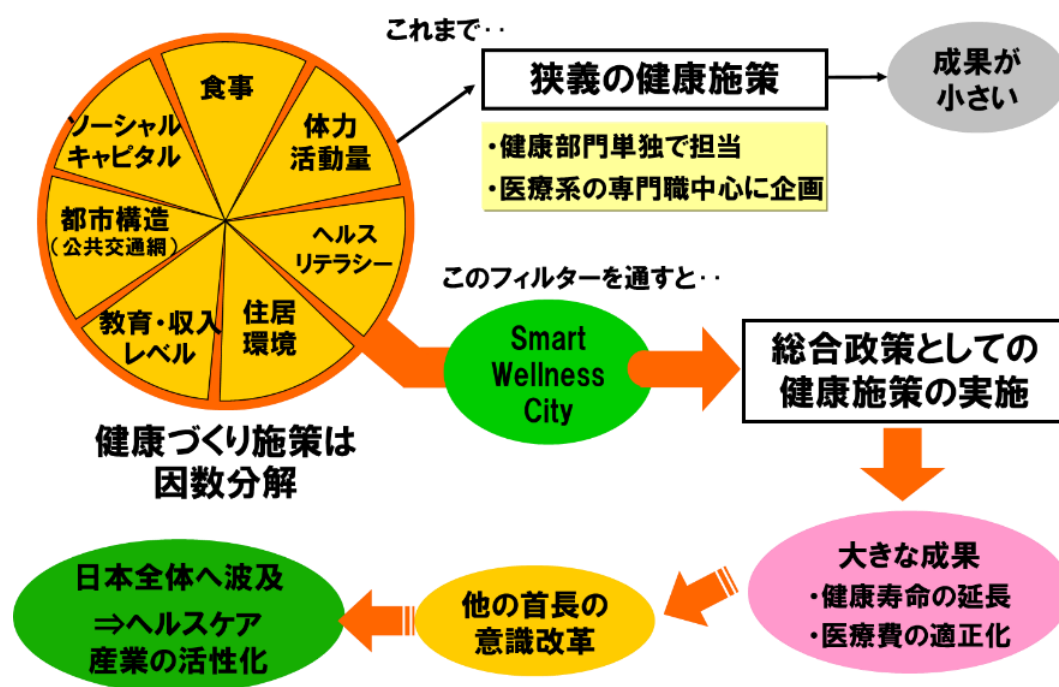 これまで‥
狭義の健康施策
成果が
小さい
・健康部門単独で担当
・医療系の専門職中心に企画
食事
体力
活動量
ヘルス
リテラシー
住居
環境
教育・収入
レベル
都市構造
（公共交通網）
ソーシャル
キャピタル
健康づくり施策は
因数分解
このフィルターを通すと‥
Smart
Wellness
City
総合政策としての
健康施策の実施
大きな成果
・健康寿命の延長
・医療費の適正化
他の首長の
意識改革
日本全体へ波及
⇒ヘルスケア
産業の活性化